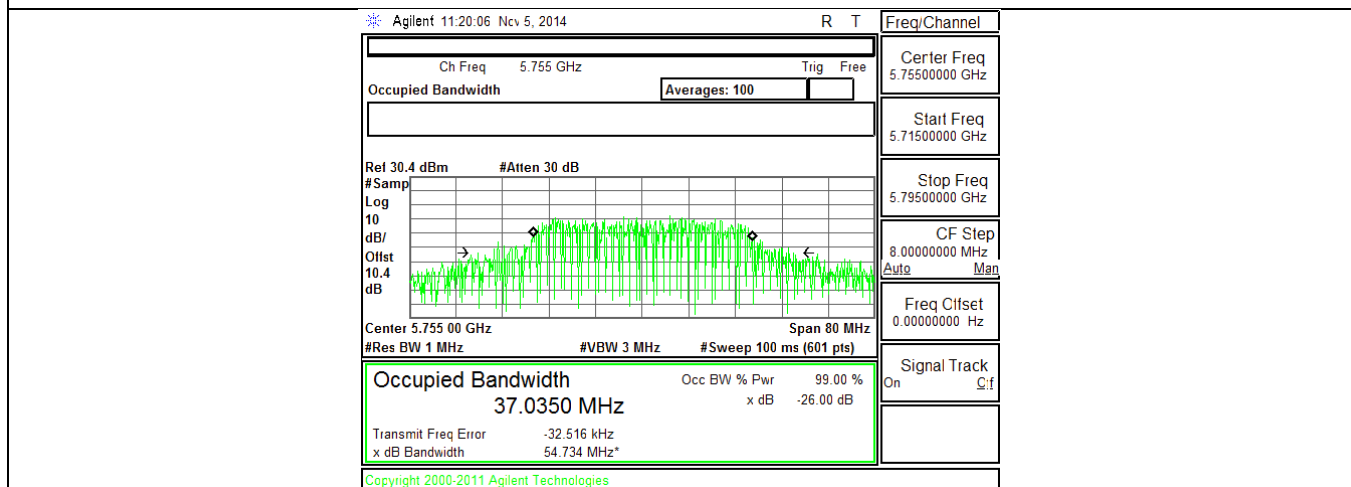 Agilent 11:20:06 Nov 5, 2014 R T
Freq/Channel
Ch Freq 5.755 GHz Trig Free
Occupied Bandwidth Averages: 100
Center Freq
5.75500000 GHz
Start Freq
5.71500000 GHz
Stop Freq
5.79500000 GHz
CF Step
8.00000000 MHz
Auto Man
Freq Offset
0.00000000 Hz
Signal Track
On Off
Ref 30.4 dBm #Atten 30 dB
#Samp
Log
10
dB/
Offst
10.4
dB
Center 5.755 00 GHz Span 80 MHz
#Res BW 1 MHz #VBW 3 MHz #Sweep 100 ms (601 pts)
Occupied Bandwidth Occ BW % Pwr 99.00 %
37.0350 MHz x dB -26.00 dB
Transmit Freq Error -32.516 kHz
x dB Bandwidth 54.734 MHz*
Copyright 2000-2011 Agilent Technologies